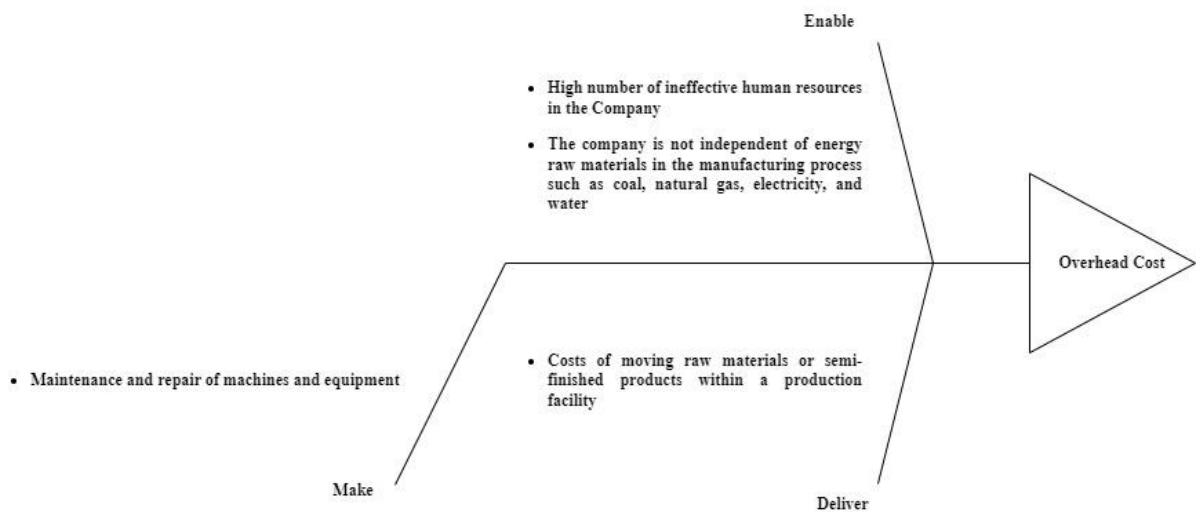 Enable
• High number of ineffective human resources
in the Company
• The company is not independent of energy
raw materials in the manufacturing process
such as coal, natural gas, electricity, and
water
Overhead Cost
• Maintenance and repair of machines and equipment
• Costs of moving raw materials or semi-
finished products within a production
facility
Make
Deliver